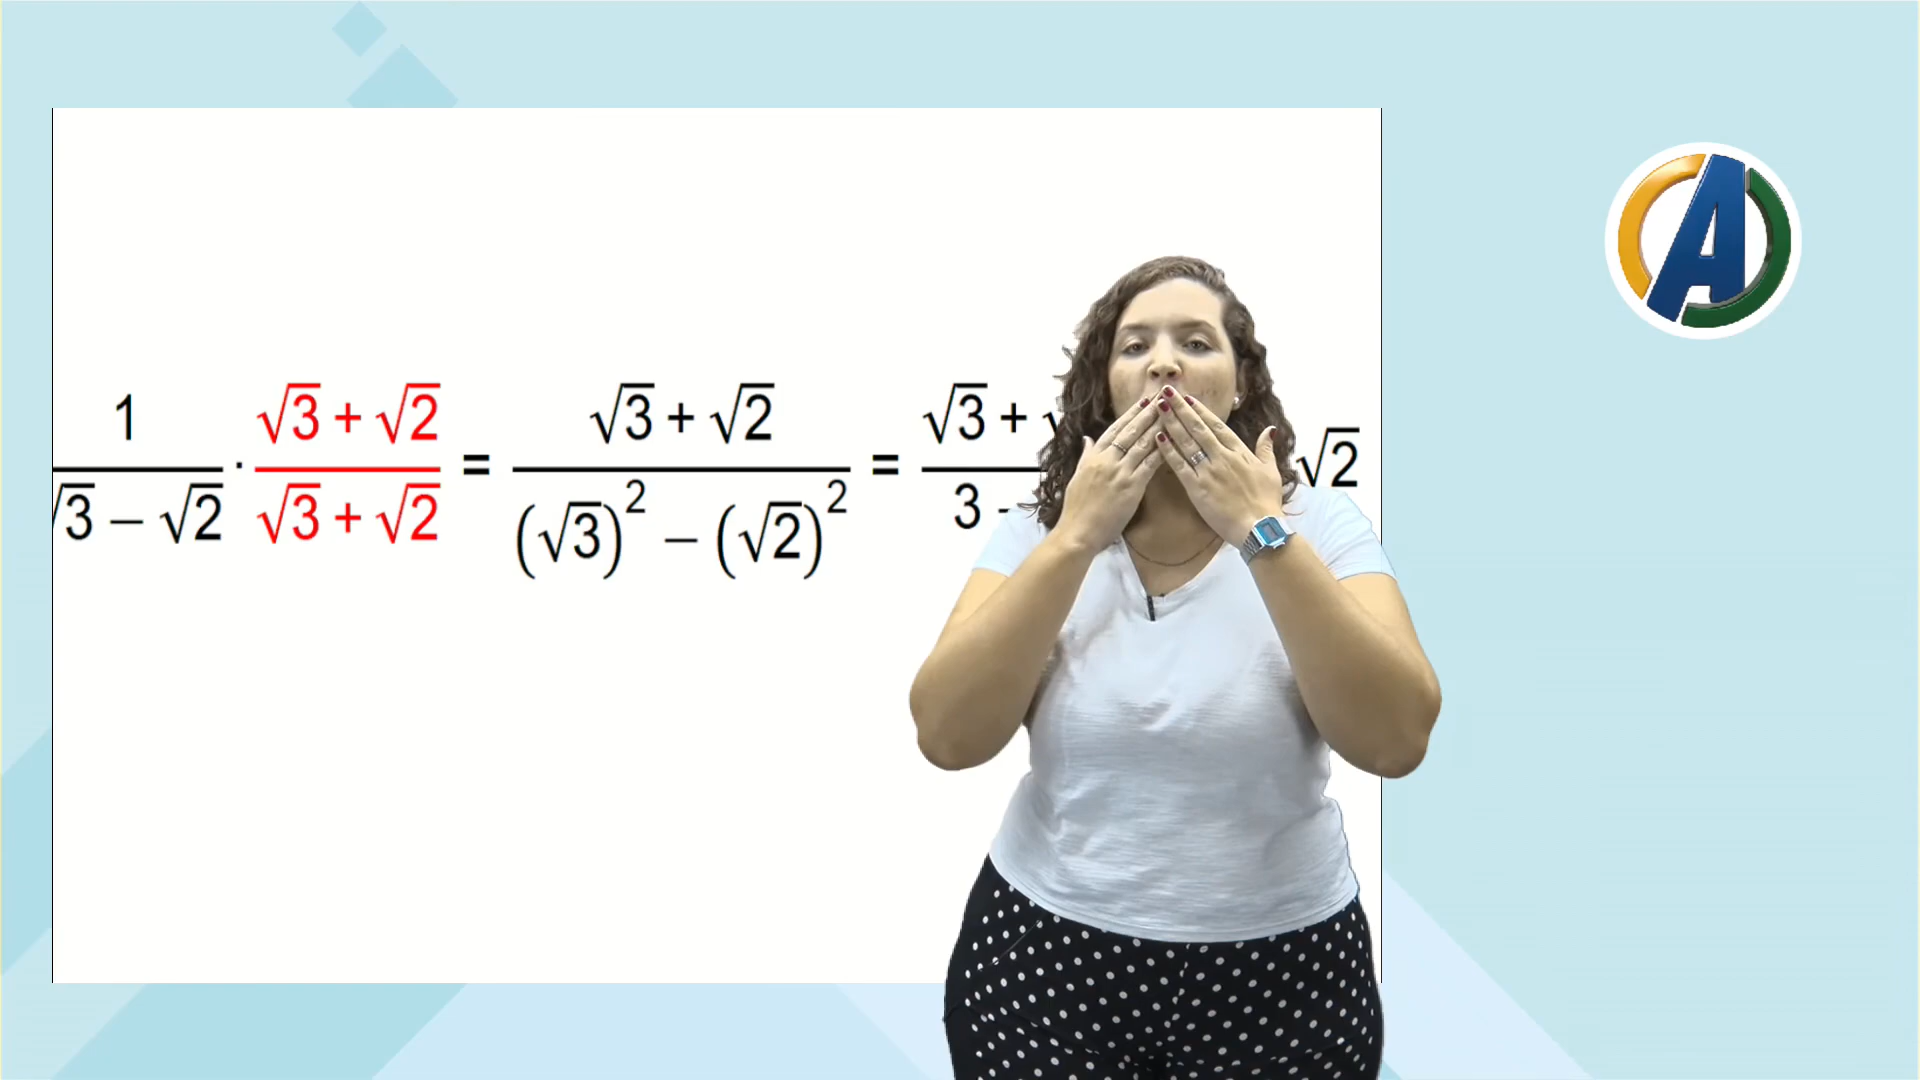 1/(√3 − √2) · (√3 + √2)/(√3 + √2) = (√3 + √2)/((√3)² − (√2)²) = √3 + √ / 3 − √2
A